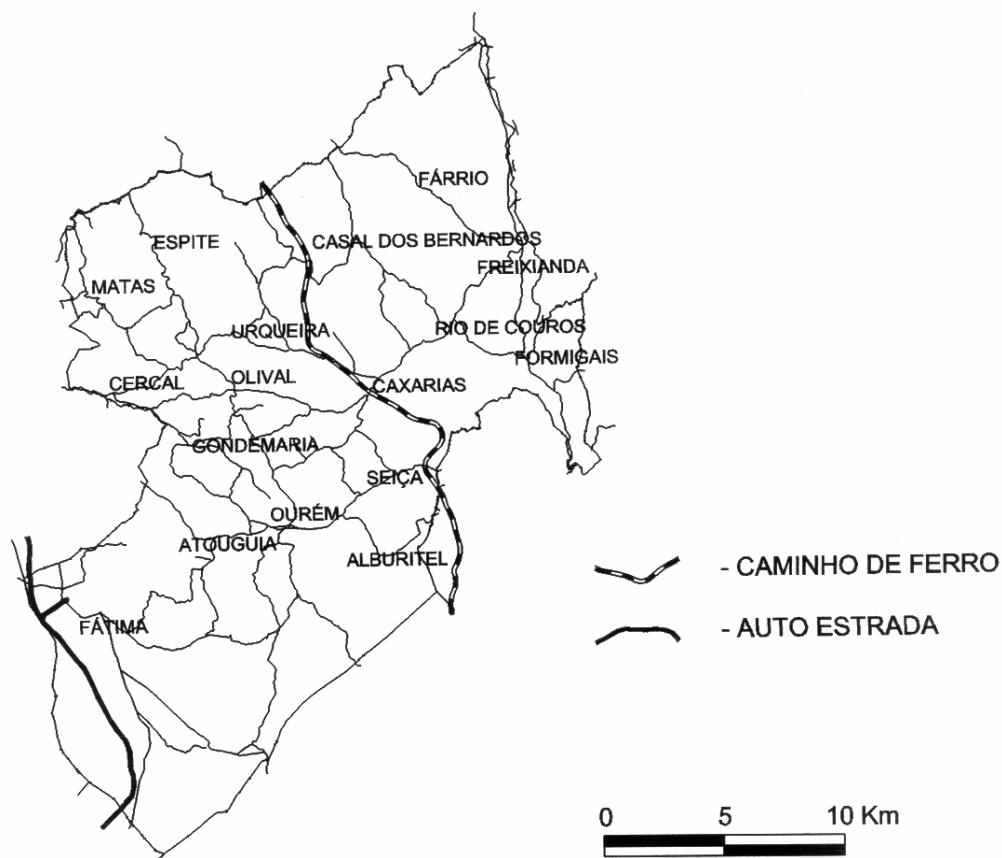 FÁRRIO
ESPITE
CASAL DOS BERNARDOS
FREIXIANDA
MATAS
URQUEIRA
RIO DE COUROS
FORMIGAIS
CERCAL
OLIVAL
CAXARIAS
GONDEMARIA
SEIÇA
OURÉM
ATOUGUIA
ALBURITEL
FÁTIMA
- CAMINHO DE FERRO
- AUTO ESTRADA
0 5 10 Km